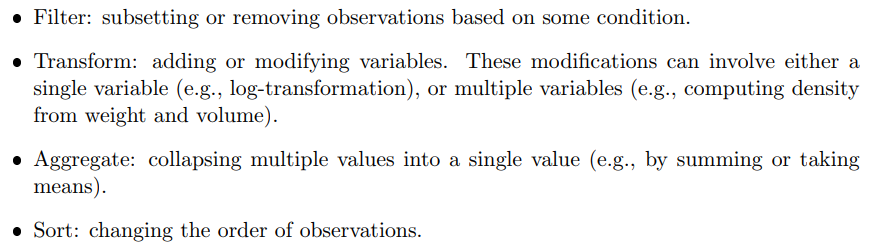 • Filter: subsetting or removing observations based on some condition.
• Transform: adding or modifying variables. These modifications can involve either a
single variable (e.g., log-transformation), or multiple variables (e.g., computing density
from weight and volume).
• Aggregate: collapsing multiple values into a single value (e.g., by summing or taking
means).
• Sort: changing the order of observations.